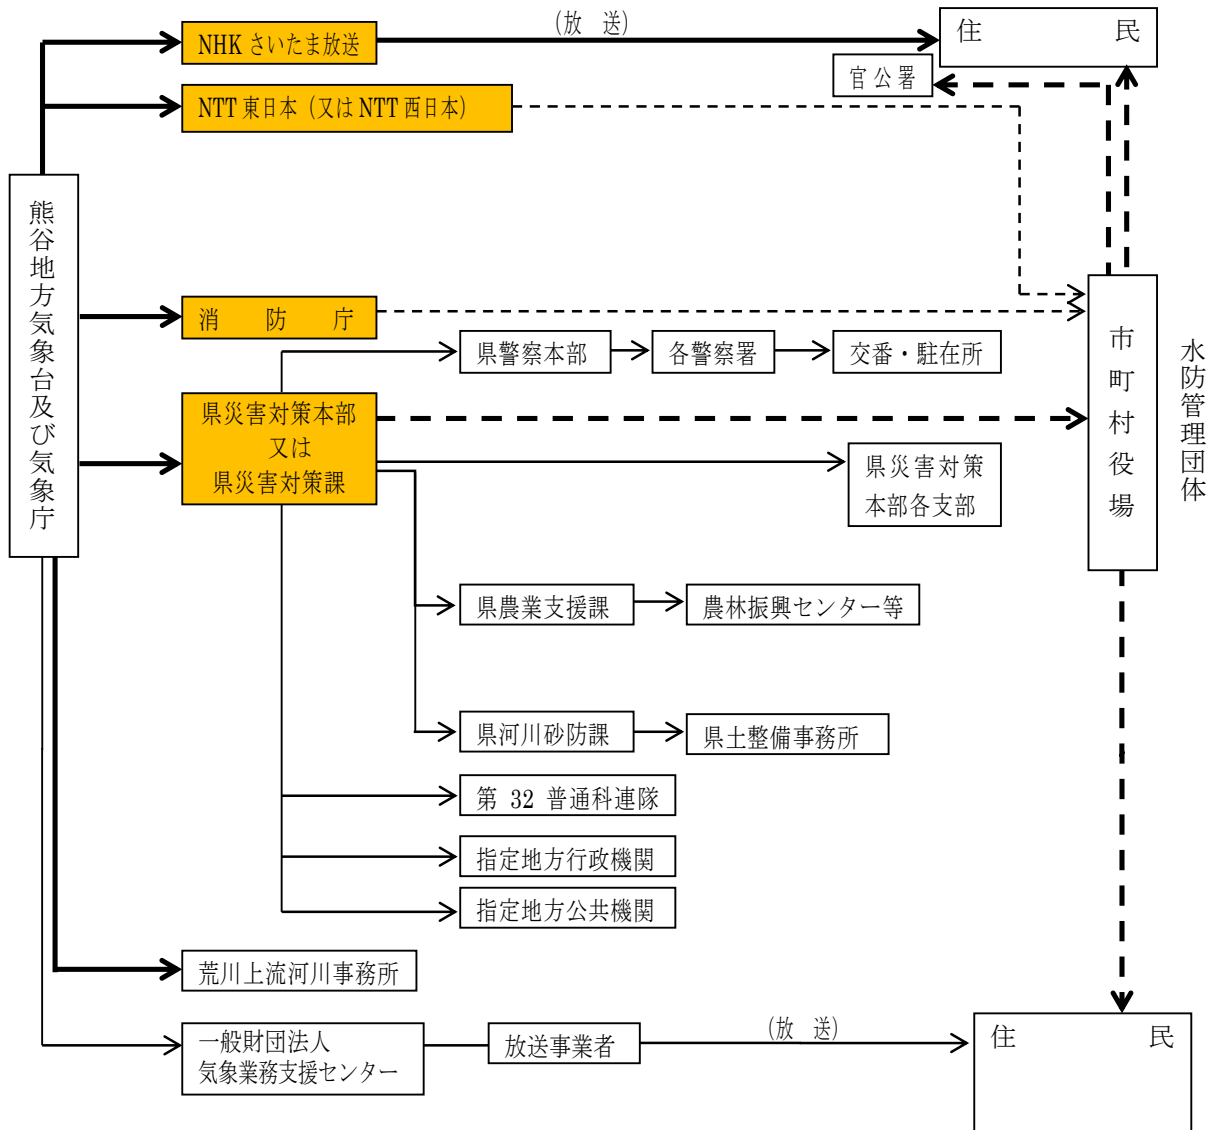 (放 送)
住 民
NHK さいたま放送
官公署
NTT 東日本（又は NTT 西日本）
熊谷地方気象台及び気象庁
消 防 庁
県警察本部
各警察署
交番・駐在所
市町村役場
水防管理団体
県災害対策本部
又は
県災害対策課
県災害対策
本部各支部
県農業支援課
農林振興センター等
県河川砂防課
県土整備事務所
第 32 普通科連隊
指定地方行政機関
指定地方公共機関
荒川上流河川事務所
一般財団法人
気象業務支援センター
放送事業者
(放 送)
住 民